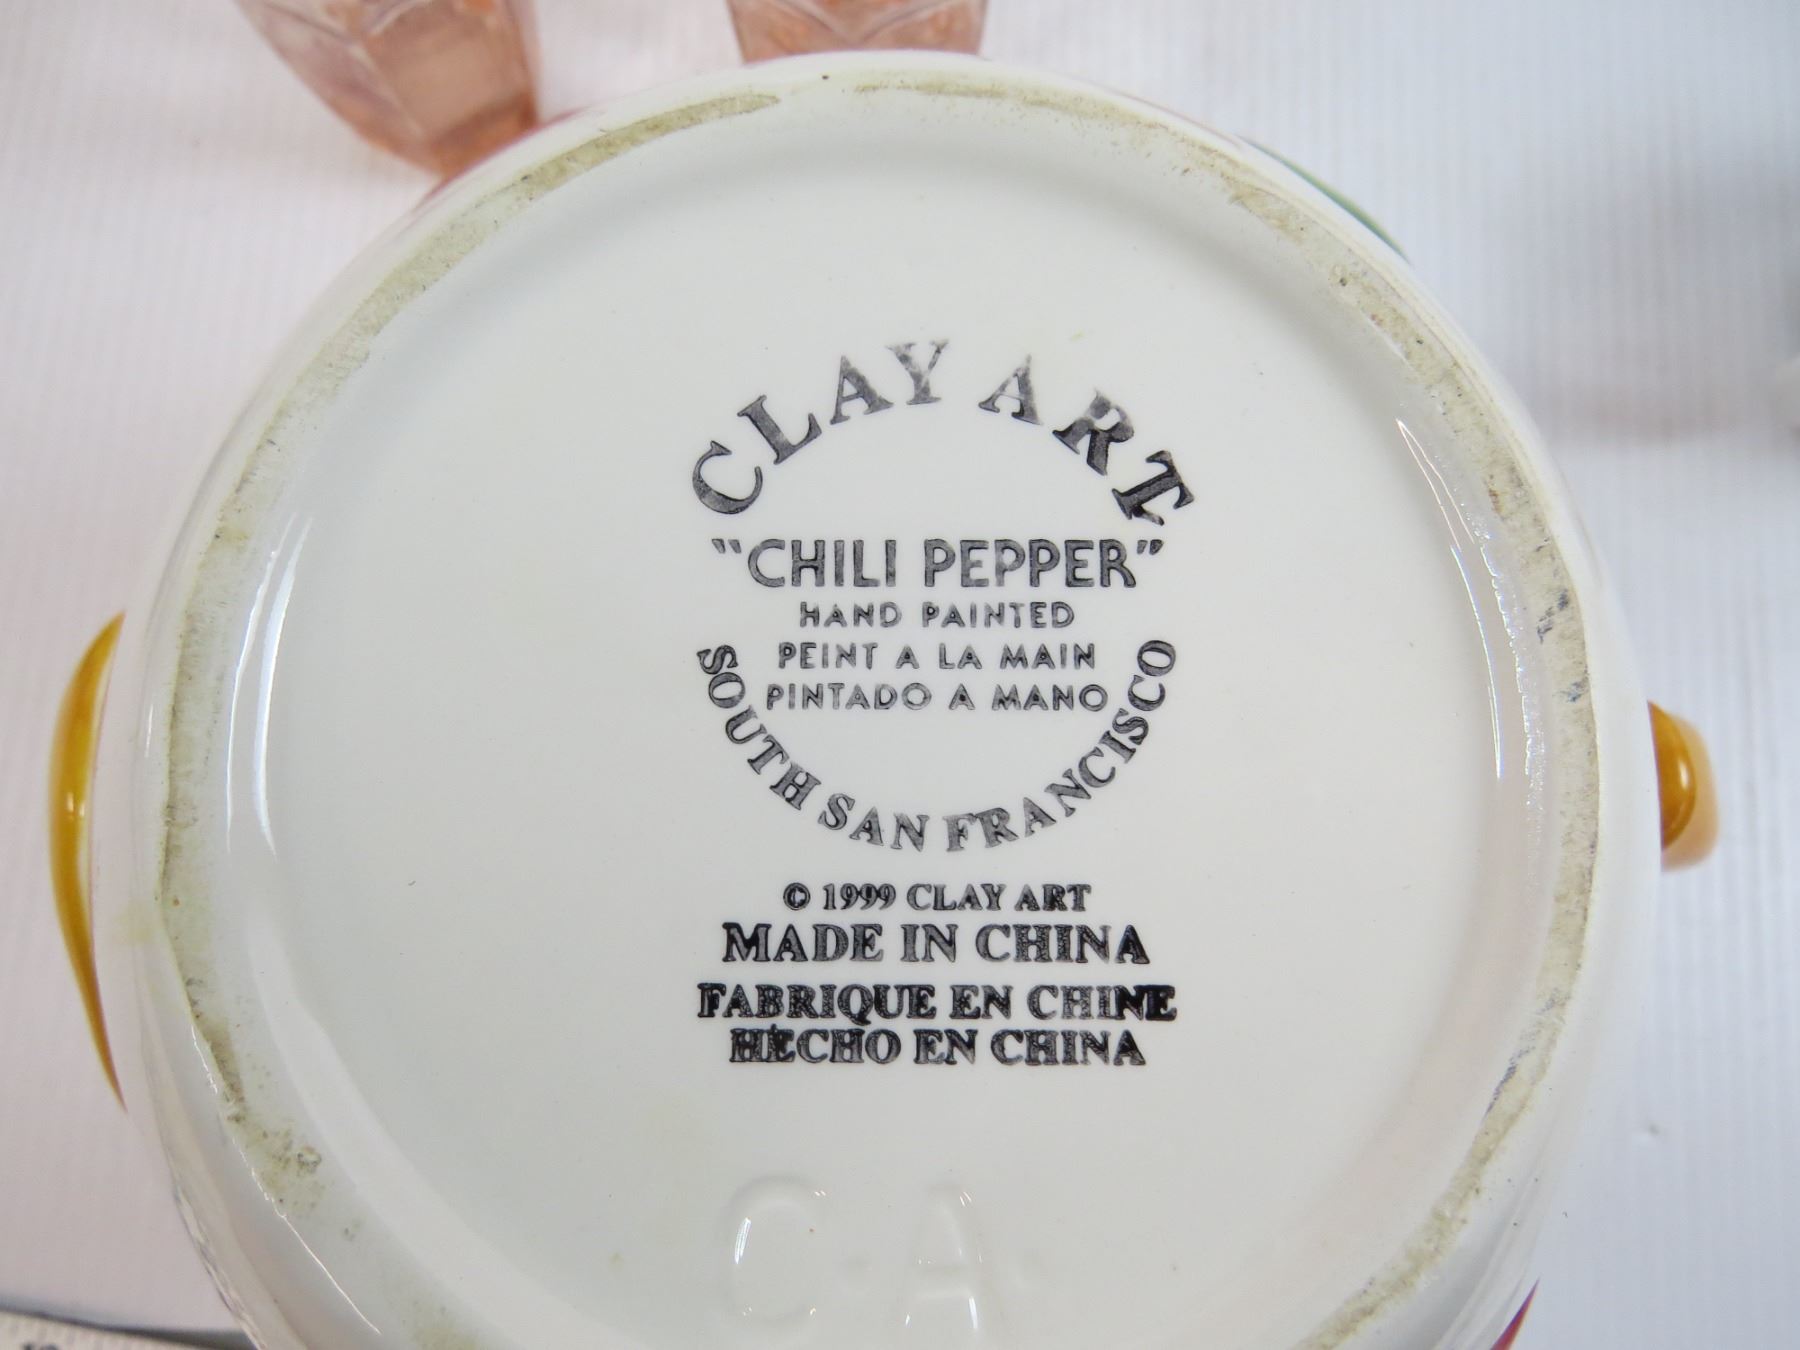 CLAY ART
"CHILI PEPPER"
HAND PAINTED
PEINT A LA MAIN
PINTADO A MANO
SOUTH SAN FRANCISCO
© 1999 CLAY ART
MADE IN CHINA
FABRIQUE EN CHINE
HECHO EN CHINA
C·A·